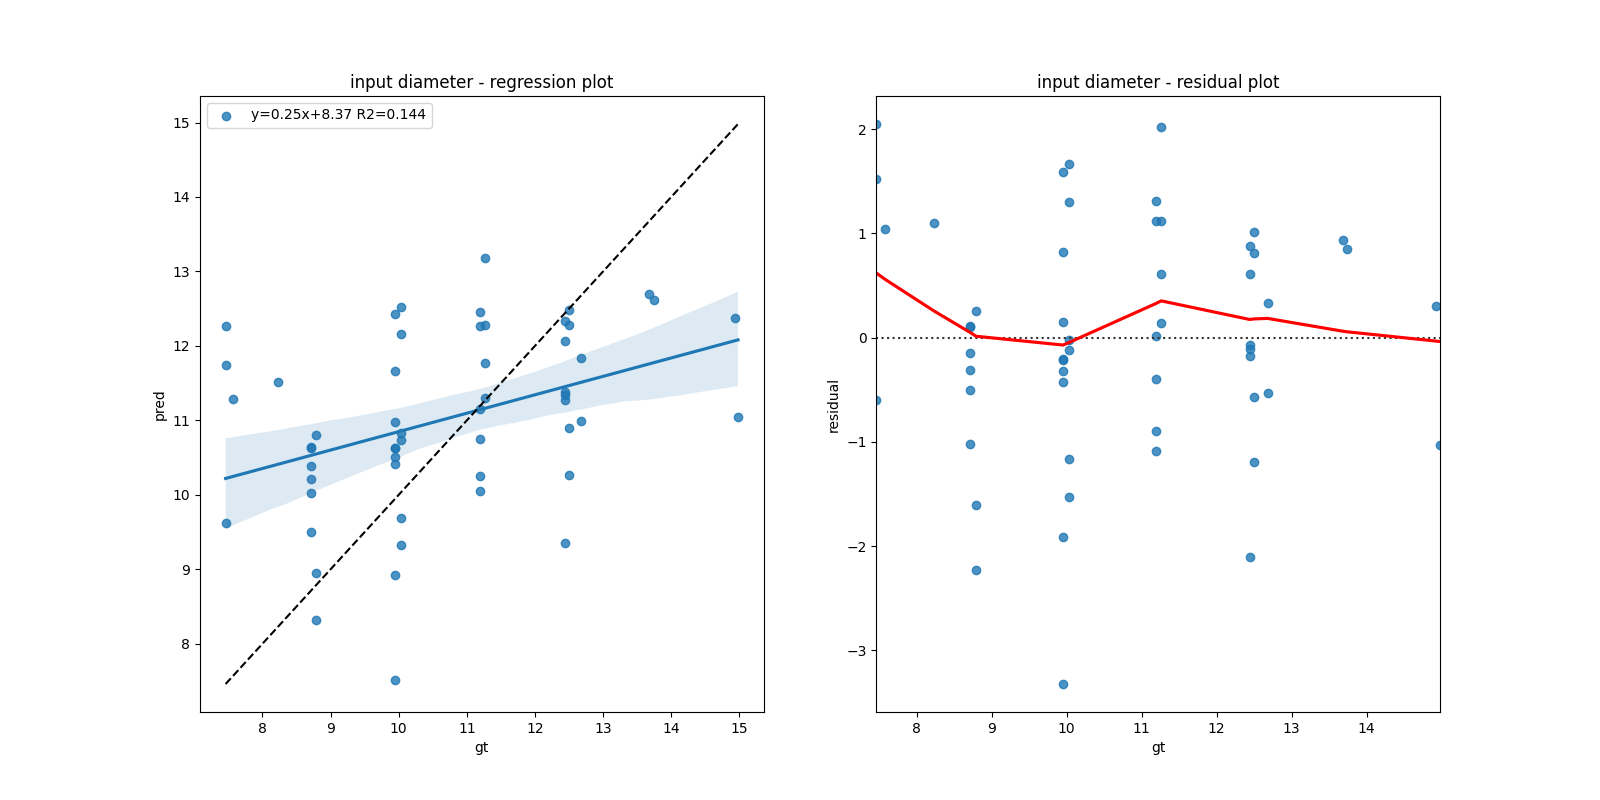 input diameter - regression plot
y=0.25x+8.37 R2=0.144
15
14
13
12
11
10
9
8
pred
8 9 10 11 12 13 14 15
gt
input diameter - residual plot
2
1
0
−1
−2
−3
residual
8 9 10 11 12 13 14
gt